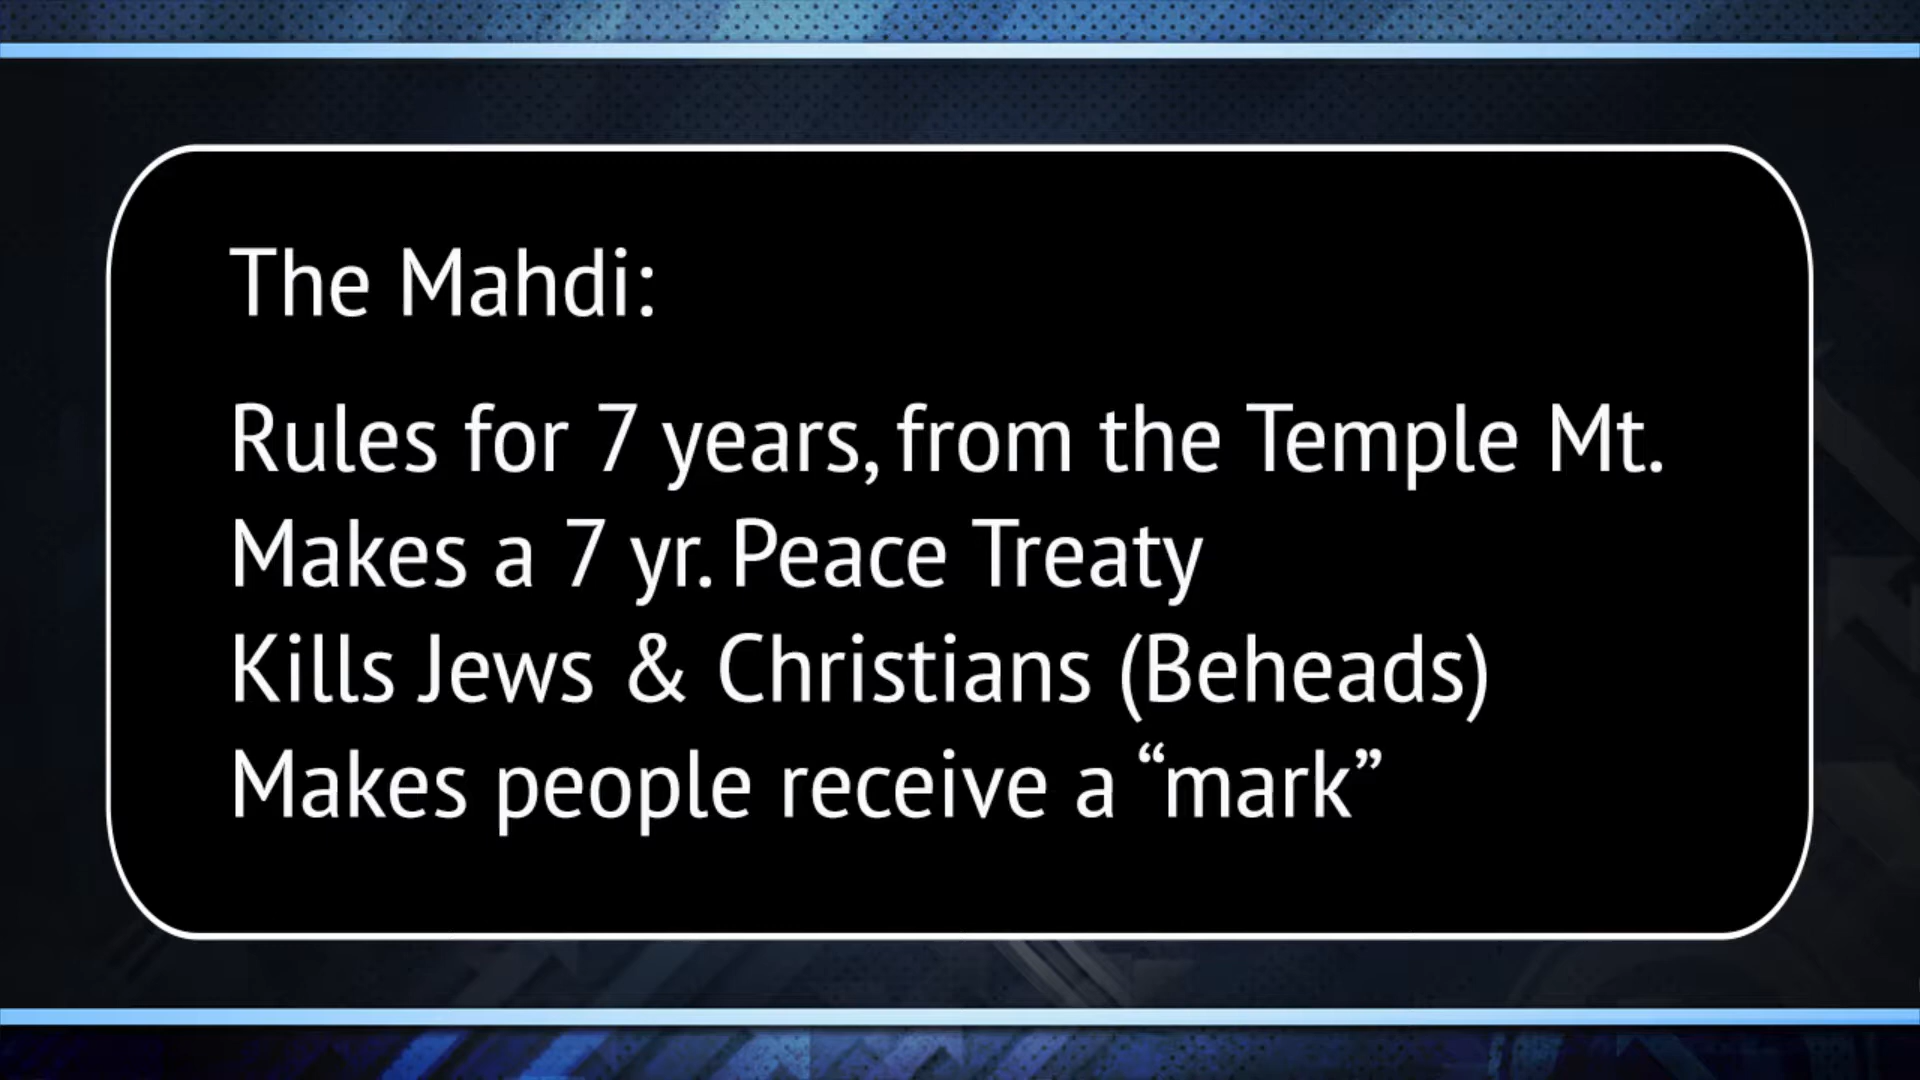 The Mahdi:
Rules for 7 years, from the Temple Mt.
Makes a 7 yr. Peace Treaty
Kills Jews & Christians (Beheads)
Makes people receive a “mark”